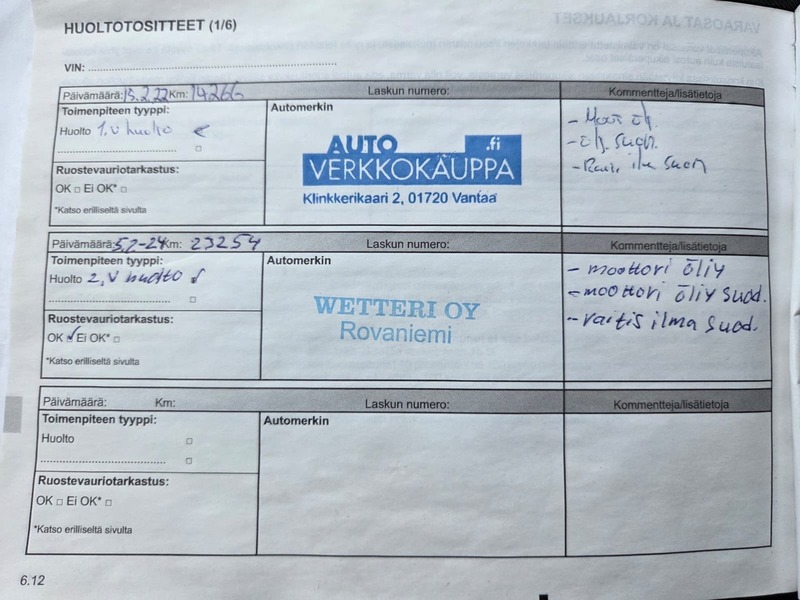 HUOLTOTOSITTEET (1/6)
VIN:
Päivämäärä: 15.2.22 Km: 14266 Laskun numero: Kommentteja/lisätietoja
Toimenpiteen tyyppi:
Huolto 1.v huolto
Ruostevauriotarkastus:
OK Ei OK*
*Katso erilliseltä sivulta
Automerkin
AUTO .fi
VERKKOKAUPPA
Klinkkerikaari 2, 01720 Vantaa
- öl. suod.
Päivämäärä: 5.2-24 Km: 23254 Laskun numero: Kommentteja/lisätietoja
Toimenpiteen tyyppi:
Huolto 2.v huolto
Ruostevauriotarkastus:
OK Ei OK*
*Katso erilliseltä sivulta
Automerkin
WETTERI OY
Rovaniemi
- moottori öljy
- moottori öljy suod.
- raitis ilma suod.
Päivämäärä: Km: Laskun numero: Kommentteja/lisätietoja
Toimenpiteen tyyppi:
Huolto
Ruostevauriotarkastus:
OK Ei OK*
*Katso erilliseltä sivulta
Automerkin
6.12